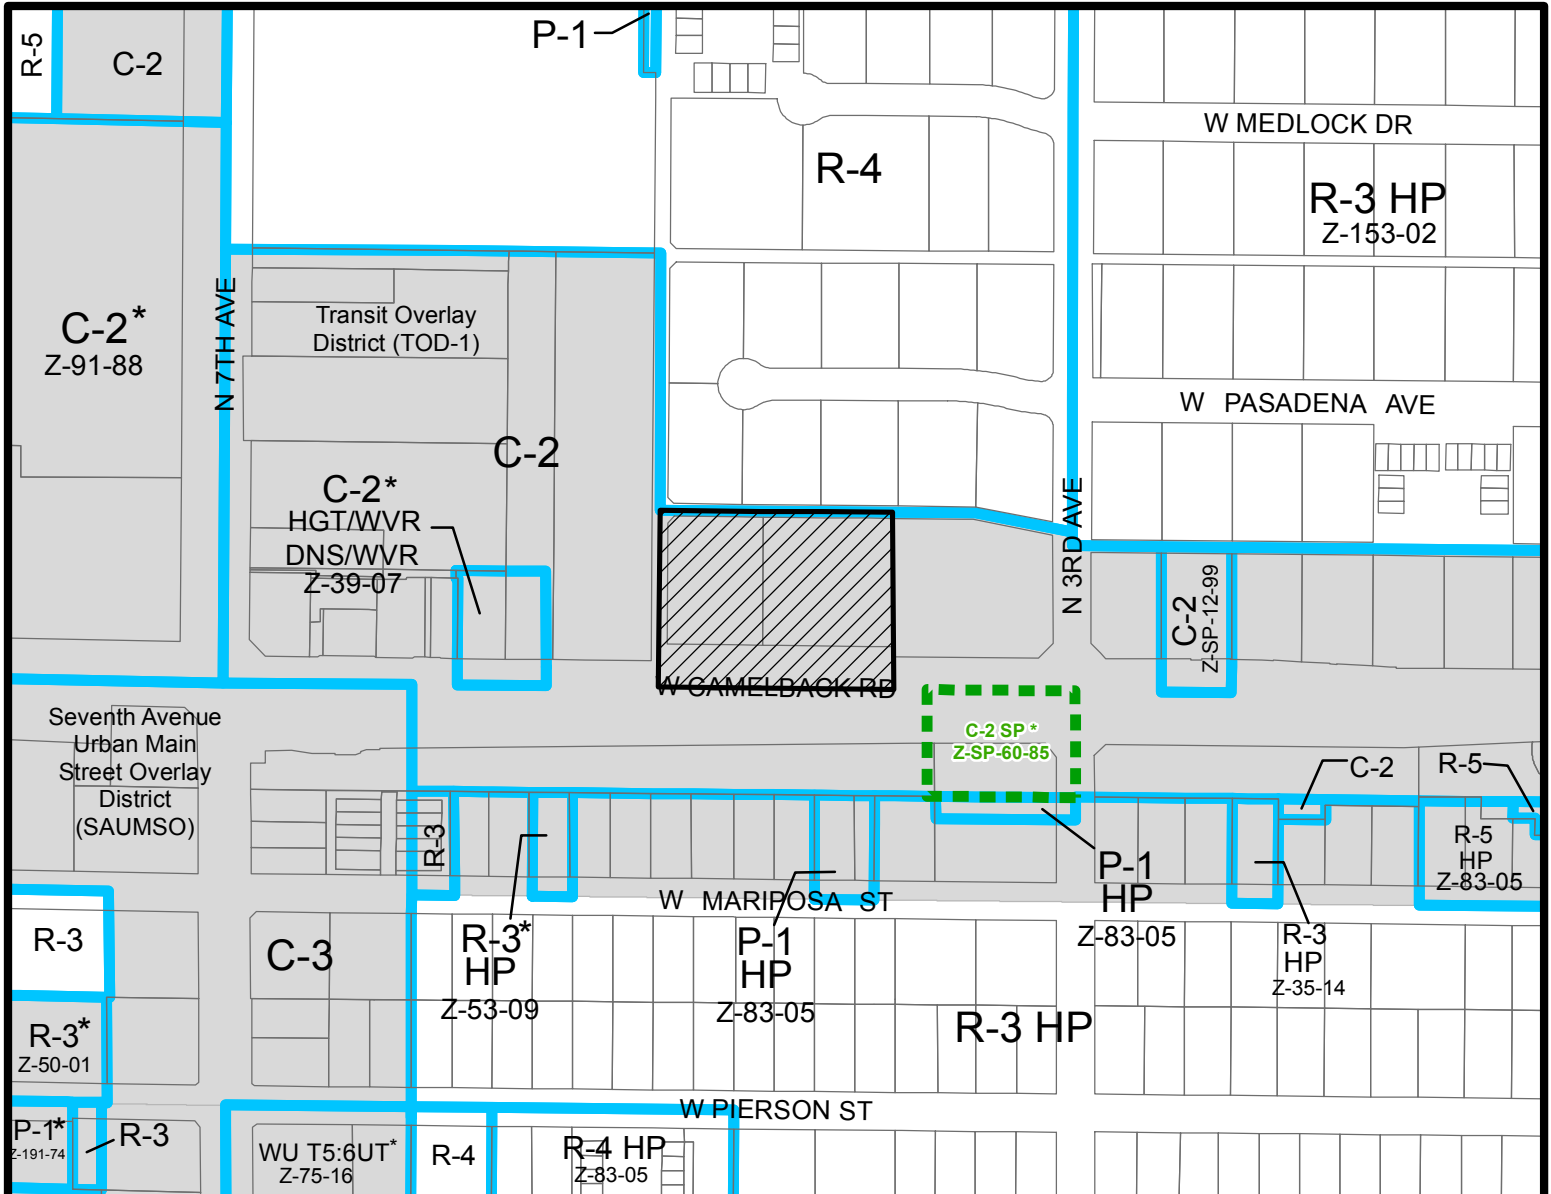 R-5
C-2
P-1
W MEDLOCK DR
R-4
R-3 HP
Z-153-02
C-2*
Z-91-88
N 7TH AVE
Transit Overlay
District (TOD-1)
W PASADENA AVE
C-2
C-2*
HGT/WVR
DNS/WVR
Z-39-07
N 3RD AVE
C-2
Z-SP-12-99
W CAMELBACK RD
Seventh Avenue
Urban Main
Street Overlay
District
(SAUMSO)
C-2 SP *
Z-SP-60-85
C-2
R-5
R-3
R-5
HP
Z-83-05
P-1
HP
Z-83-05
W MARIPOSA ST
R-3
C-3
R-3*
HP
Z-53-09
P-1
HP
Z-83-05
R-3
HP
Z-35-14
R-3 HP
R-3*
Z-50-01
W PIERSON ST
P-1*
Z-191-74
R-3
WU T5:6UT*
Z-75-16
R-4
R-4 HP
Z-83-05